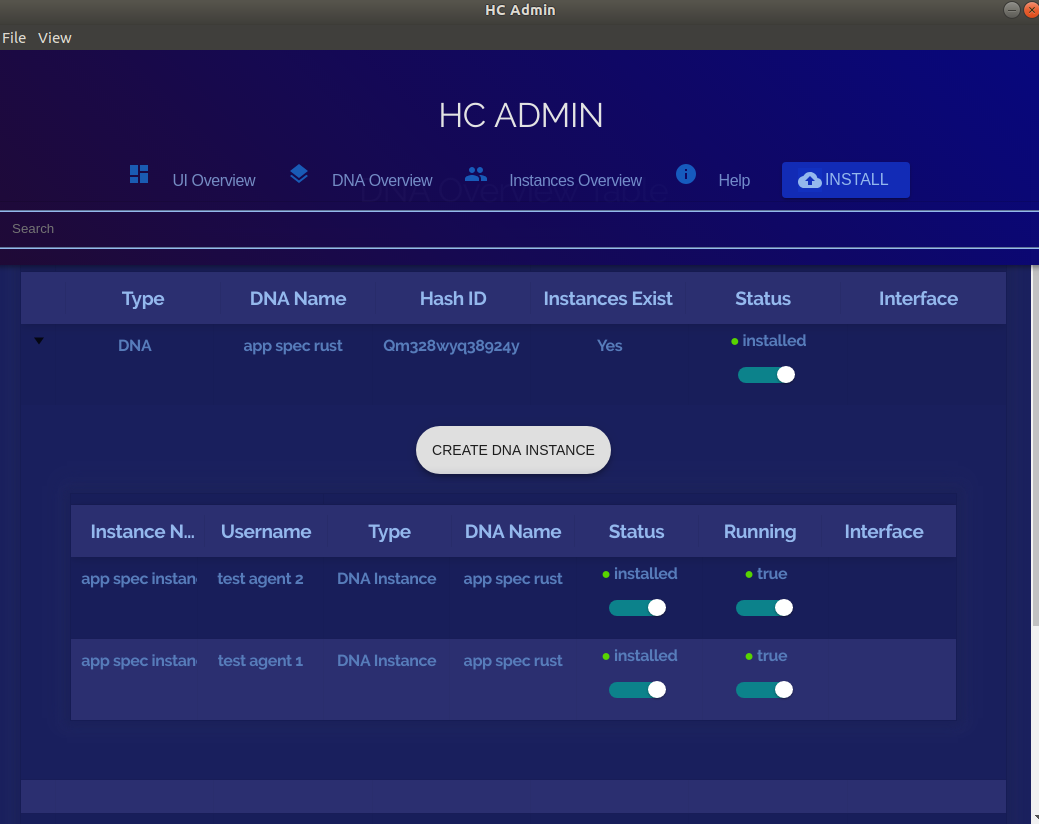 HC Admin
File View
HC ADMIN
UI Overview DNA Overview Instances Overview Help INSTALL
DNA Overview Table
Search
Type DNA Name Hash ID Instances Exist Status Interface
DNA app spec rust Qm328wyq38924y Yes installed
CREATE DNA INSTANCE
Instance N... Username Type DNA Name Status Running Interface
app spec instan test agent 2 DNA Instance app spec rust installed true
app spec instan test agent 1 DNA Instance app spec rust installed true